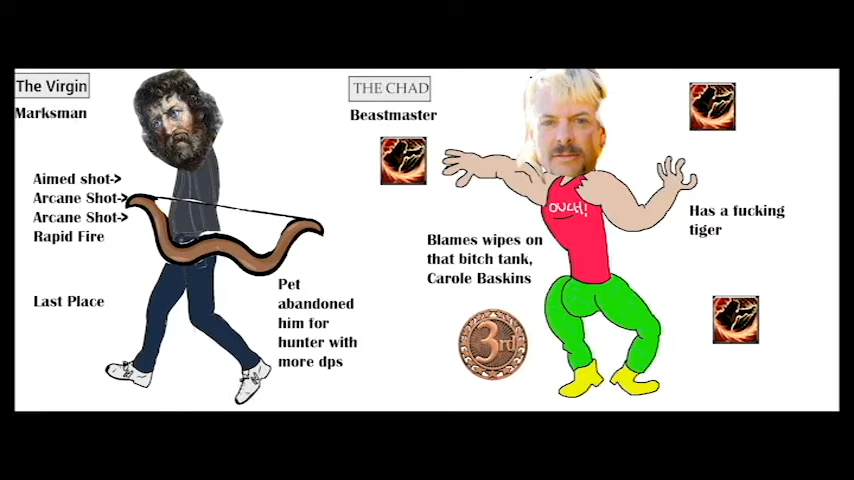 The Virgin
Marksman
Aimed shot->
Arcane Shot->
Arcane Shot->
Rapid Fire
Last Place
Pet
abandoned
him for
hunter with
more dps
THE CHAD
Beastmaster
OUCH!
Blames wipes on
that bitch tank,
Carole Baskins
3rd
Has a fucking
tiger